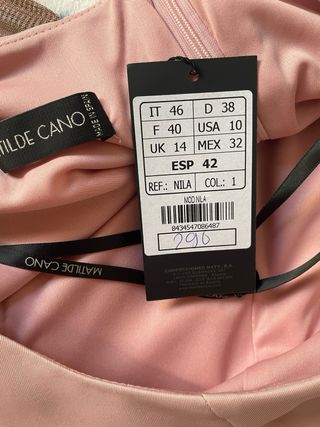 TILDE CANO
MADE IN SPAIN
IT 46 D 38
F 40 USA 10
UK 14 MEX 32
ESP 42
REF.: NILA COL.: 1
MOD NILA
8434547086487
296
MATILDE CANO